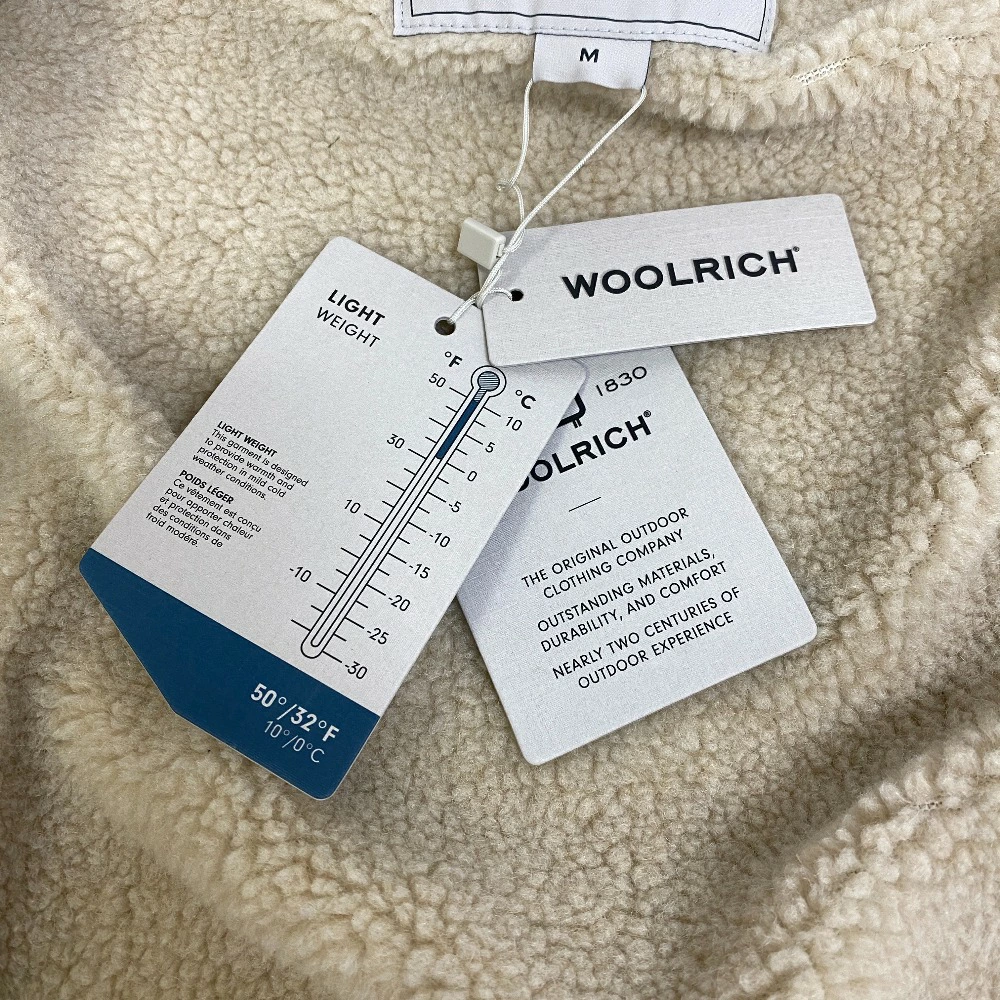 M
WOOLRICH®
LIGHT
WEIGHT
°F
°C
50
10
30
5
0
10
-5
-10
-10
-15
-20
-25
-30
LIGHT WEIGHT
This garment is designed
to provide warmth and
protection in mild cold
weather conditions.
POIDS LÉGER
Ce vêtement est conçu
pour apporter chaleur
et protection dans
des conditions de
froid modéré.
50°/32°F
10°/0°C
1830
OOLRICH®
THE ORIGINAL OUTDOOR
CLOTHING COMPANY
OUTSTANDING MATERIALS,
DURABILITY, AND COMFORT
NEARLY TWO CENTURIES OF
OUTDOOR EXPERIENCE